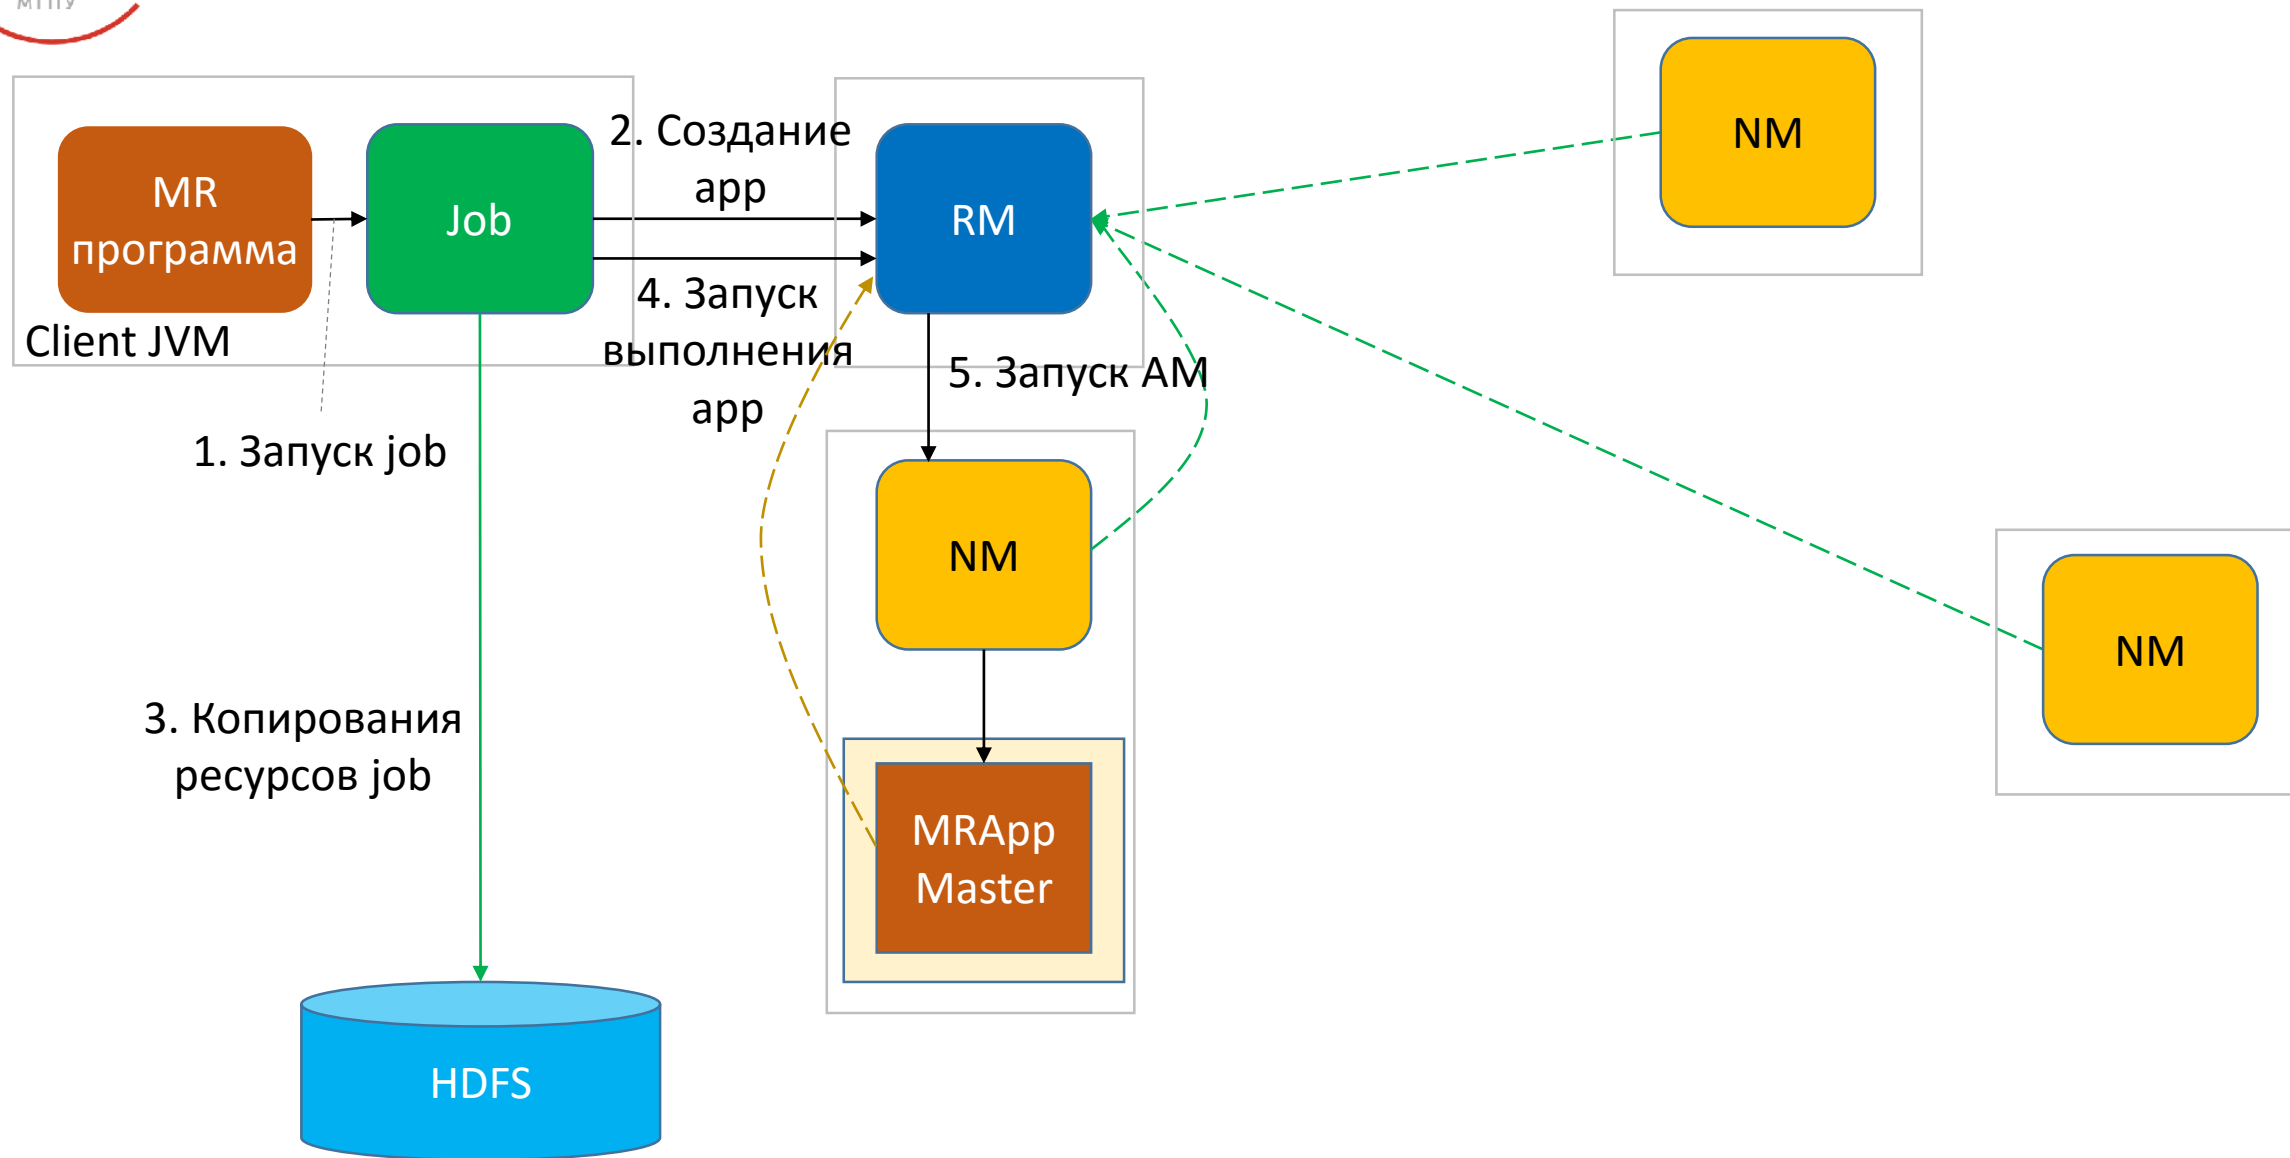 МГППУ
MR
программа
Job
Client JVM
1. Запуск job
2. Создание
app
4. Запуск
выполнения
app
RM
5. Запуск AM
NM
NM
NM
MRApp
Master
3. Копирования
ресурсов job
HDFS